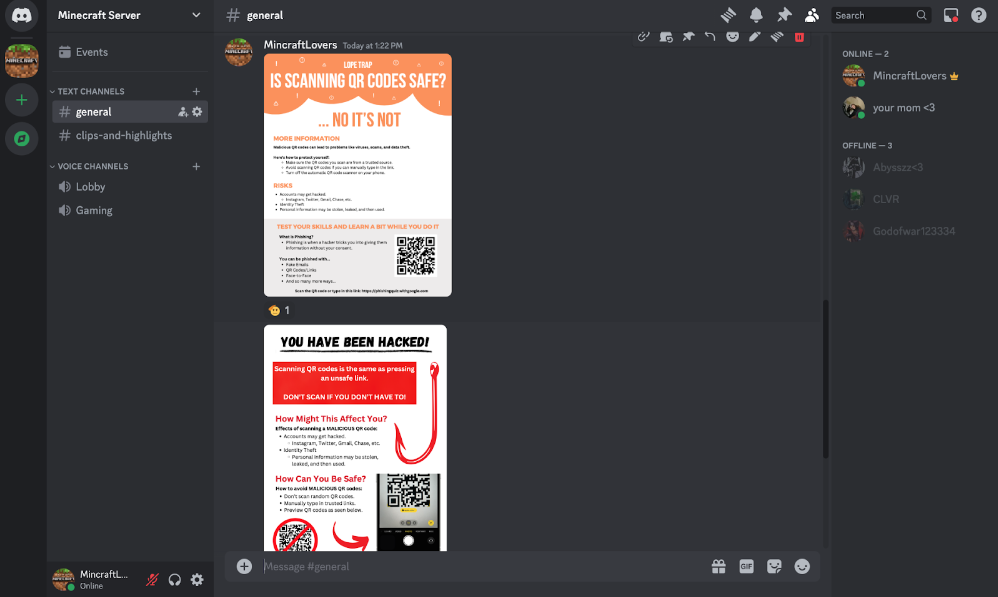 Minecraft Server
general
Search
Events
TEXT CHANNELS
general
clips-and-highlights
VOICE CHANNELS
Lobby
Gaming
MincraftLovers Today at 1:22 PM
LOPE TRAP
IS SCANNING QR CODES SAFE?
... NO IT'S NOT
MORE INFORMATION
Malicious QR codes can lead to problems like viruses, scams, and data theft.
Here's how to protect yourself:
Make sure the QR codes you scan are from a trusted source.
Avoid scanning QR codes if you can manually type in the link.
Turn off the automatic QR code scanner on your phone.
RISKS
Accounts may get hacked.
Instagram, Twitter, Gmail, Chase, etc.
Identity Theft
Personal information may be stolen, leaked, and then used.
TEST YOUR SKILLS AND LEARN A BIT WHILE YOU DO IT
What is Phishing?
Phishing is when a hacker tricks you into giving them
information without your consent.
You can be phished with...
Fake Emails
QR Codes/Links
Face-to-Face
And so many more ways...
Scan the QR code or type in this link: https://phishingquiz.withgoogle.com
1
YOU HAVE BEEN HACKED!
Scanning QR codes is the same as pressing
an unsafe link.
DON'T SCAN IF YOU DON'T HAVE TO!
How Might This Affect You?
Effects of scanning a MALICIOUS QR code:
Accounts may get hacked.
Instagram, Twitter, Gmail, Chase, etc.
Identity Theft
Personal information may be stolen,
leaked, and then used.
How Can You Be Safe?
How to avoid MALICIOUS QR codes:
Don't scan random QR codes.
Manually type in trusted links.
Preview QR codes as seen below.
Message #general
GIF
ONLINE — 2
MincraftLovers
your mom <3
OFFLINE — 3
Abysszz<3
CLVR
Godofwar123334
MincraftL...
Online